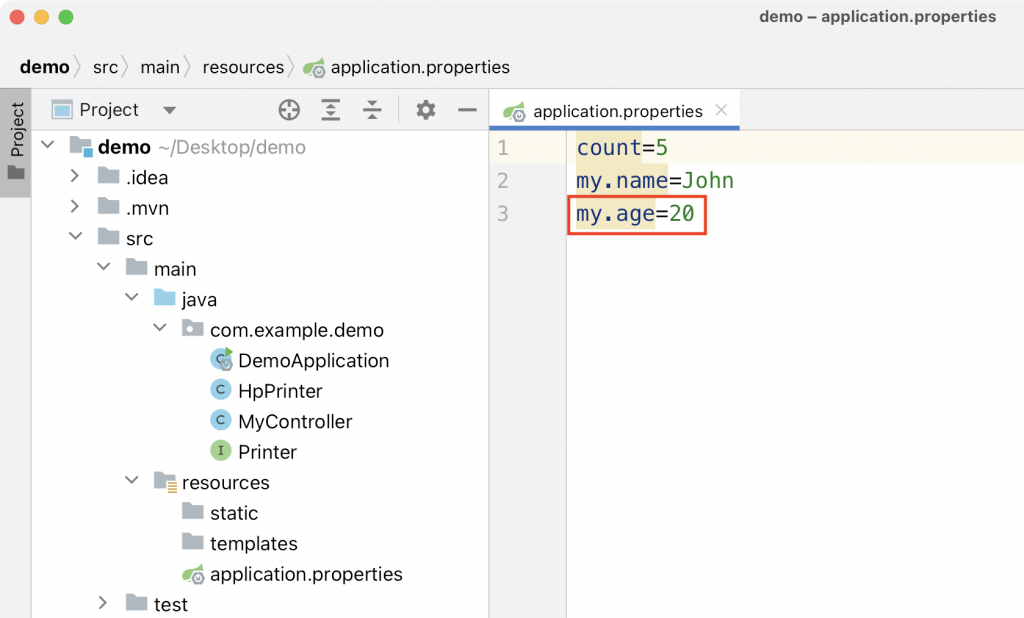 demo – application.properties
demo src main resources application.properties
Project
Project
application.properties
demo ~/Desktop/demo
.idea
.mvn
src
main
java
com.example.demo
C DemoApplication
C HpPrinter
C MyController
I Printer
resources
static
templates
application.properties
test
1 count=5
2 my.name=John
3 my.age=20